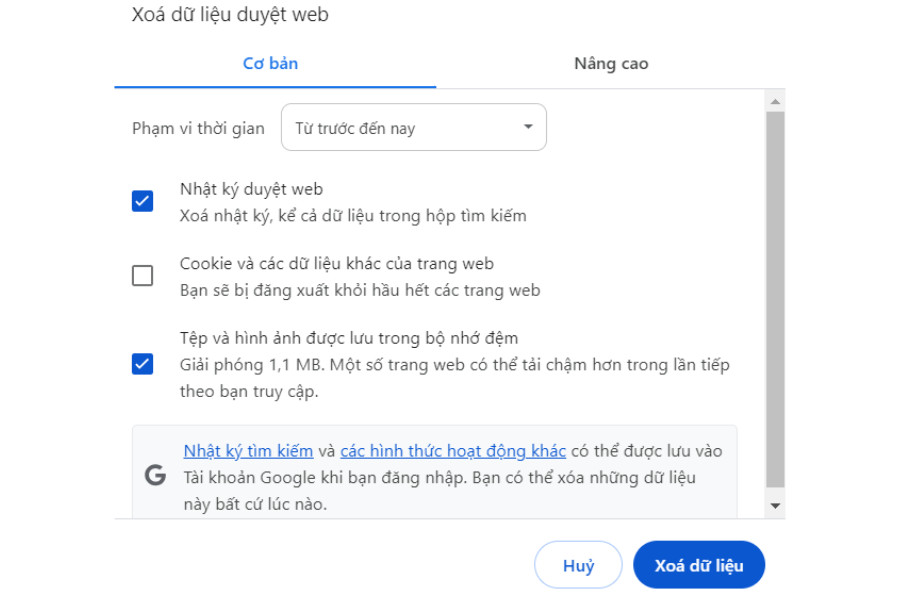 Xoá dữ liệu duyệt web
Cơ bản
Nâng cao
Phạm vi thời gian
Từ trước đến nay
Nhật ký duyệt web
Xoá nhật ký, kể cả dữ liệu trong hộp tìm kiếm
Cookie và các dữ liệu khác của trang web
Bạn sẽ bị đăng xuất khỏi hầu hết các trang web
Tệp và hình ảnh được lưu trong bộ nhớ đệm
Giải phóng 1,1 MB. Một số trang web có thể tải chậm hơn trong lần tiếp
theo bạn truy cập.
Nhật ký tìm kiếm và các hình thức hoạt động khác có thể được lưu vào
Tài khoản Google khi bạn đăng nhập. Bạn có thể xóa những dữ liệu
này bất cứ lúc nào.
Huỷ
Xoá dữ liệu